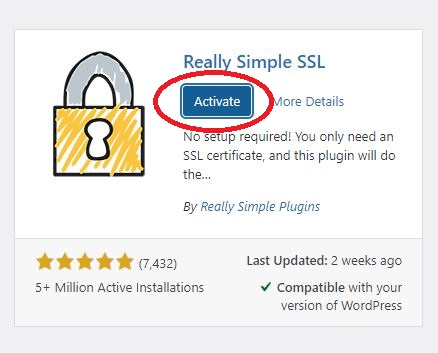 Really Simple SSL
Activate
More Details
No setup required! You only need an
SSL certificate, and this plugin will do
the...
By Really Simple Plugins
(7,432)
5+ Million Active Installations
Last Updated: 2 weeks ago
Compatible with your
version of WordPress